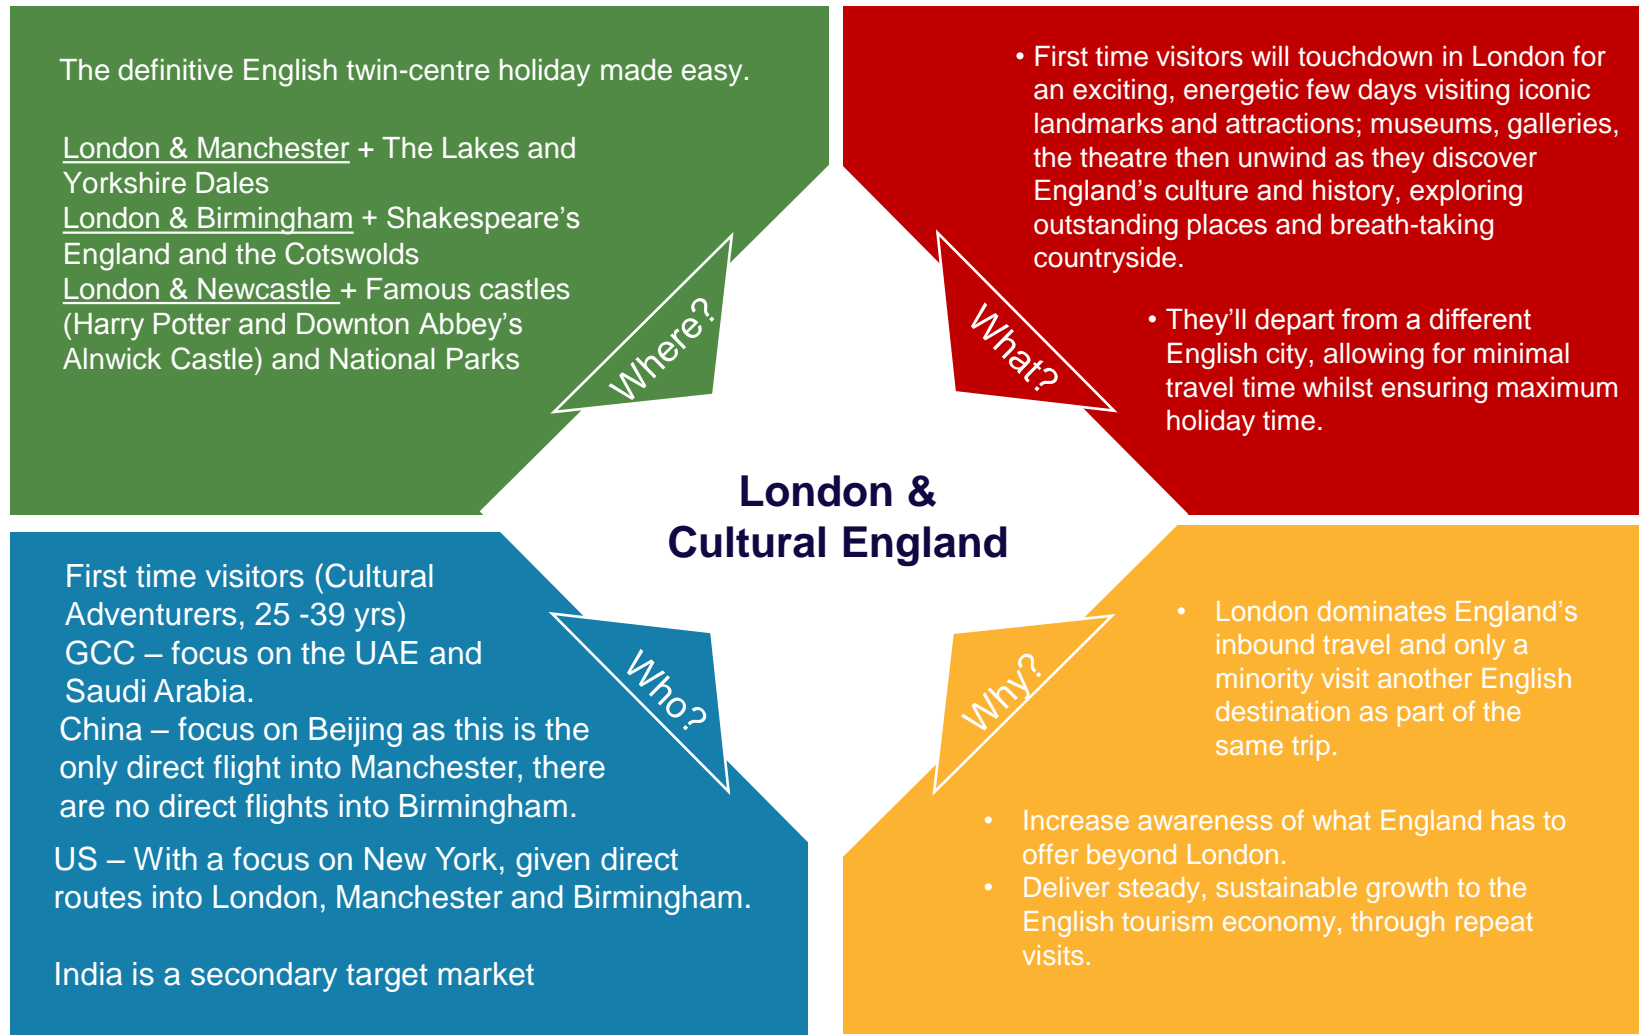 The definitive English twin-centre holiday made easy.
London & Manchester + The Lakes and
Yorkshire Dales
London & Birmingham + Shakespeare's
England and the Cotswolds
London & Newcastle + Famous castles
(Harry Potter and Downton Abbey's
Alnwick Castle) and National Parks
Where?
• First time visitors will touchdown in London for
an exciting, energetic few days visiting iconic
landmarks and attractions; museums, galleries,
the theatre then unwind as they discover
England's culture and history, exploring
outstanding places and breath-taking
countryside.
• They'll depart from a different
English city, allowing for minimal
travel time whilst ensuring maximum
holiday time.
What?
London &
Cultural England
First time visitors (Cultural
Adventurers, 25 -39 yrs)
GCC – focus on the UAE and
Saudi Arabia.
China – focus on Beijing as this is the
only direct flight into Manchester, there
are no direct flights into Birmingham.
US – With a focus on New York, given direct
routes into London, Manchester and Birmingham.
India is a secondary target market
Who?
Why?
• London dominates England's
inbound travel and only a
minority visit another English
destination as part of the
same trip.
• Increase awareness of what England has to
offer beyond London.
• Deliver steady, sustainable growth to the
English tourism economy, through repeat
visits.